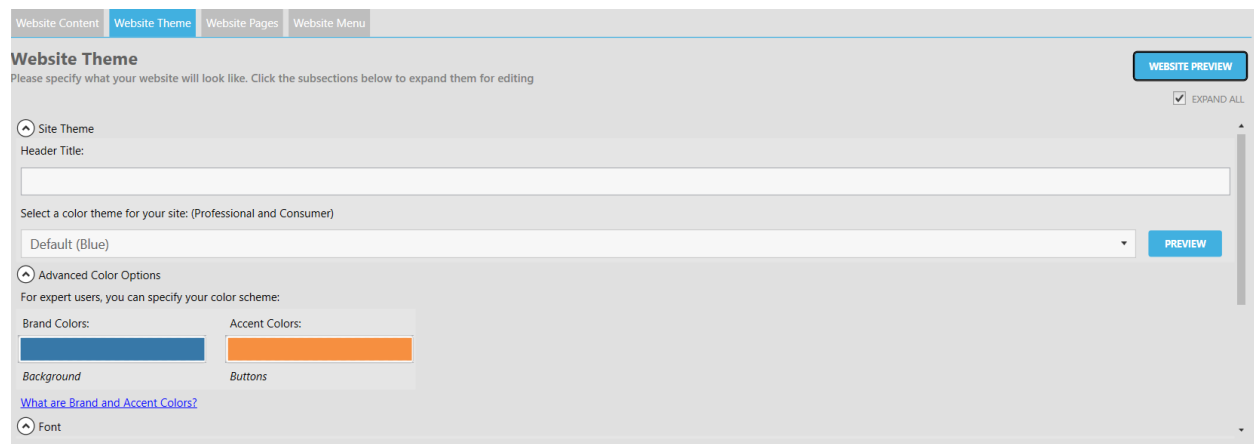 Website Content Website Theme Website Pages Website Menu
Website Theme
Please specify what your website will look like. Click the subsections below to expand them for editing
WEBSITE PREVIEW
EXPAND ALL
Site Theme
Header Title:
Select a color theme for your site: (Professional and Consumer)
Default (Blue)
PREVIEW
Advanced Color Options
For expert users, you can specify your color scheme:
Brand Colors: Accent Colors:
Background Buttons
What are Brand and Accent Colors?
Font